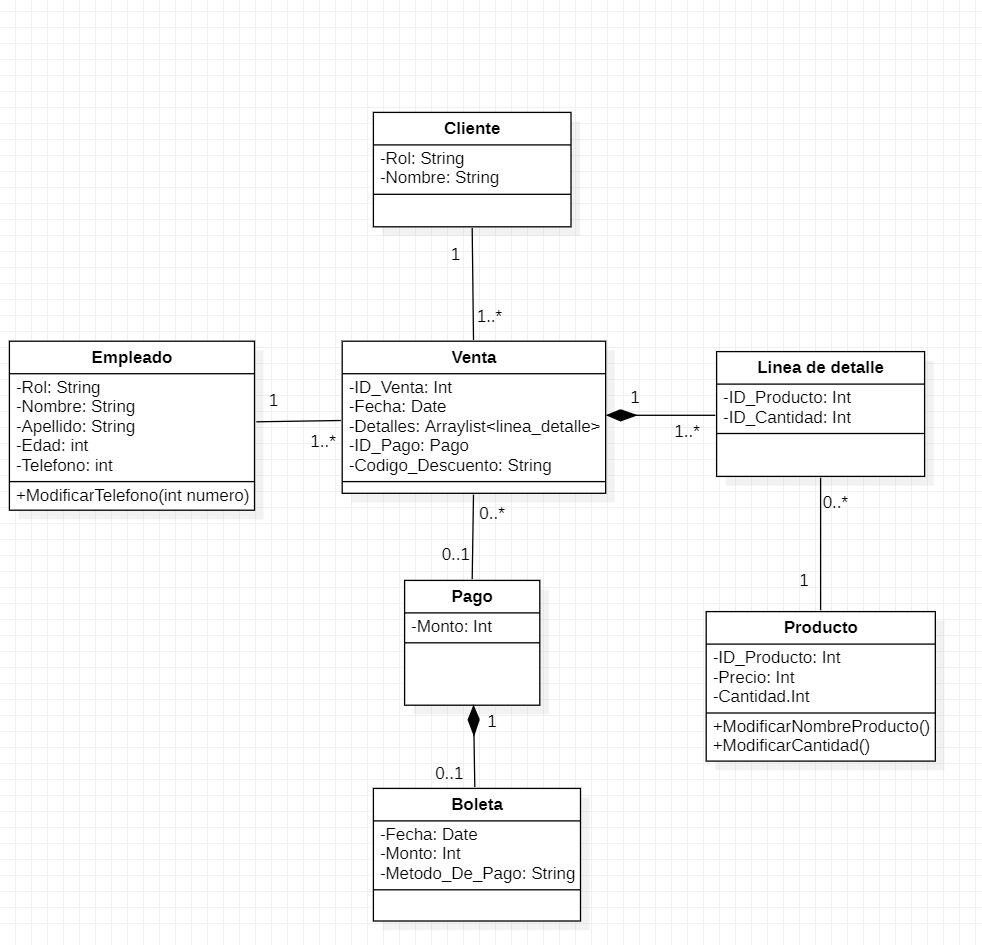 Cliente
-Rol: String
-Nombre: String
1
1..*
Empleado
-Rol: String
-Nombre: String
-Apellido: String
-Edad: int
-Telefono: int
+ModificarTelefono(int numero)
1
1..*
Venta
-ID_Venta: Int
-Fecha: Date
-Detalles: Arraylist<linea_detalle>
-ID_Pago: Pago
-Codigo_Descuento: String
1
1..*
Linea de detalle
-ID_Producto: Int
-ID_Cantidad: Int
0..*
0..1
0..*
1
Pago
-Monto: Int
Producto
-ID_Producto: Int
-Precio: Int
-Cantidad.Int
+ModificarNombreProducto()
+ModificarCantidad()
1
0..1
Boleta
-Fecha: Date
-Monto: Int
-Metodo_De_Pago: String